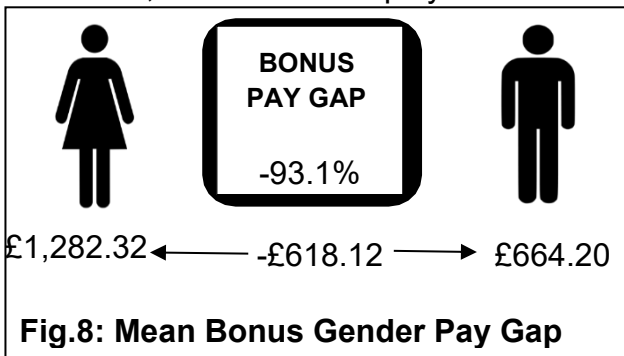 BONUS
PAY GAP
-93.1%
£1,282.32 -£618.12 £664.20
Fig.8: Mean Bonus Gender Pay Gap